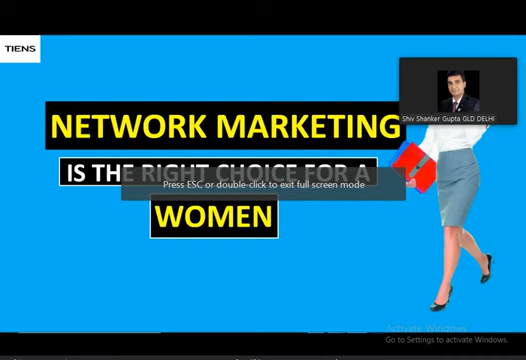 TIENS
Shiv Shanker Gupta GLD DELHI
NETWORK MARKETING
IS THE RIGHT CHOICE FOR A
Press ESC or double-click to exit full screen mode
WOMEN
Activate Windows
Go to Settings to activate Windows.